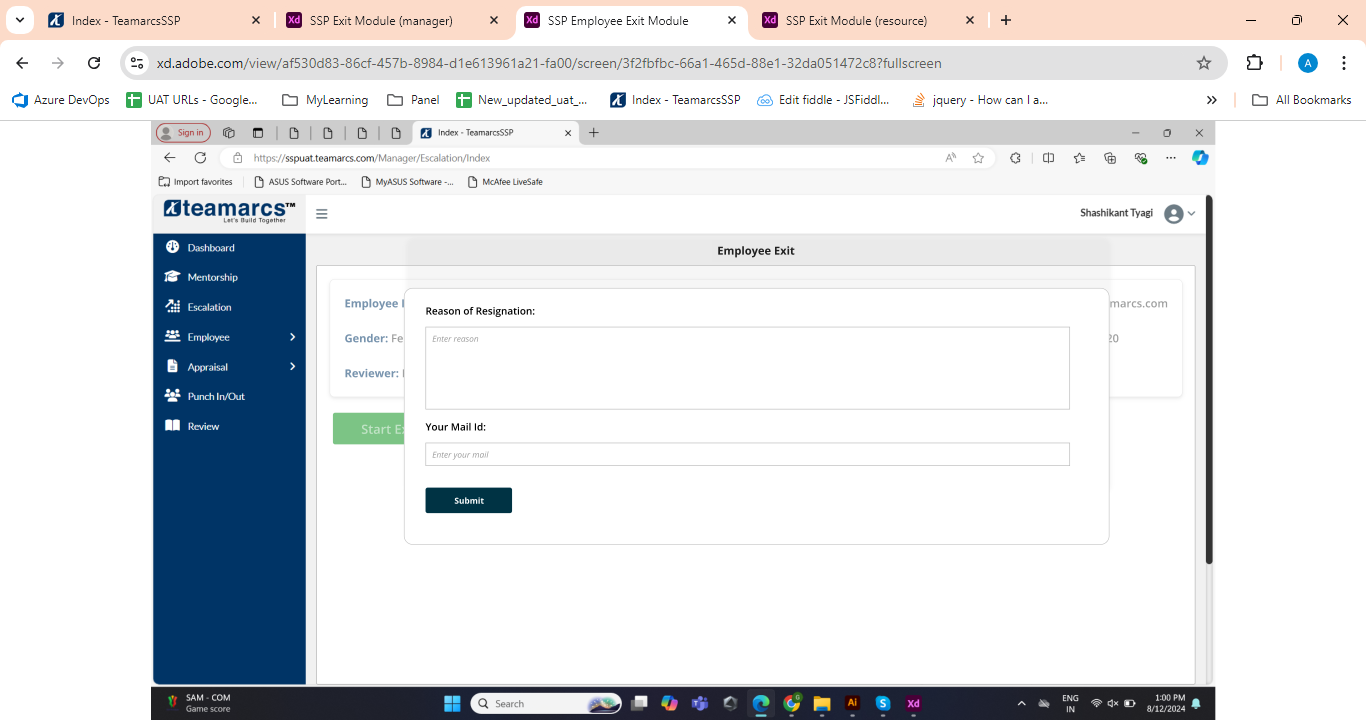 Index - TeamarcsSSP
SSP Exit Module (manager)
SSP Employee Exit Module
SSP Exit Module (resource)
xd.adobe.com/view/af530d83-86cf-457b-8984-d1e613961a21-fa00/screen/3f2fbfbc-66a1-465d-88e1-32da051472c8?fullscreen
A
Azure DevOps
UAT URLs - Google...
MyLearning
Panel
New_updated_uat_...
Index - TeamarcsSSP
Edit fiddle - JSFiddl...
jquery - How can I a...
All Bookmarks
Sign in
Index - TeamarcsSSP
https://sspuat.teamarcs.com/Manager/Escalation/Index
Import favorites
ASUS Software Port...
MyASUS Software -...
McAfee LiveSafe
teamarcs™
Let's Build Together
Shashikant Tyagi
Dashboard
Mentorship
Escalation
Employee
Appraisal
Punch In/Out
Review
Employee Exit
Employee
marcs.com
Gender: Fe
20
Reviewer:
Start E
Reason of Resignation:
Enter reason
Your Mail Id:
Enter your mail
Submit
SAM - COM
Game score
Search
Ai
Xd
ENG
IN
1:00 PM
8/12/2024